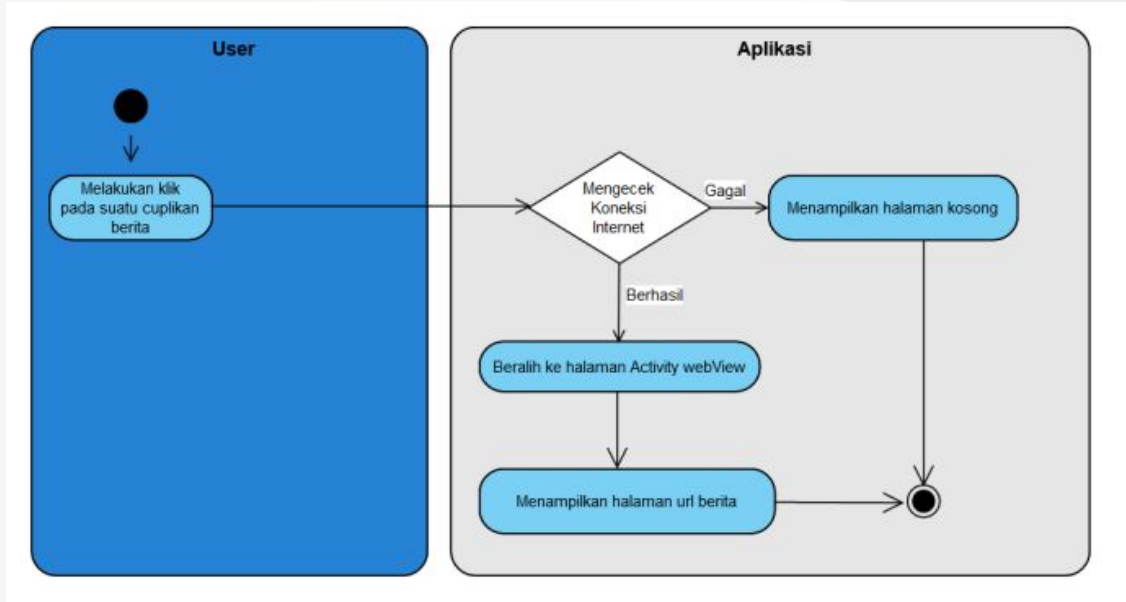 User
Aplikasi
Melakukan klik
pada suatu cuplikan
berita
Mengecek
Koneksi
Internet
Gagal
Menampilkan halaman kosong
Berhasil
Beralih ke halaman Activity webView
Menampilkan halaman url berita